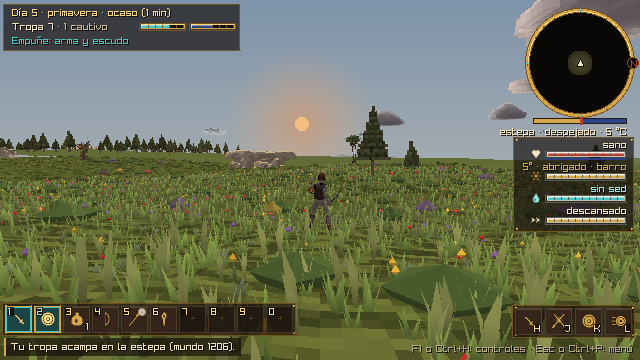 Día 5 · primavera · ocaso (1 min)
Tropa 7 · 1 cautivo
Empuñe: arma y escudo
N
estepa · despejado · 5 °C
sano
5° abrigado · barro
sin sed
descansado
1 2 3 1 4 5 6 7 8 9 0
H J K L
Tu tropa acampa en la estepa (mundo 1206).
F1 o Ctrl+H: controles · Esc o Ctrl+P: menú